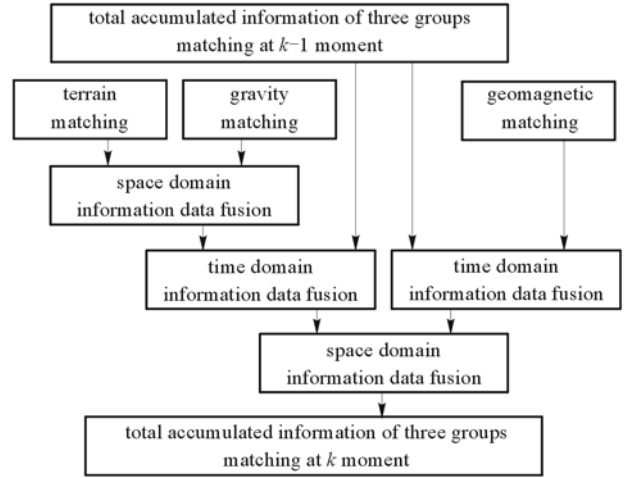 total accumulated information of three groups
matching at k−1 moment
terrain
matching
gravity
matching
geomagnetic
matching
space domain
information data fusion
time domain
information data fusion
time domain
information data fusion
space domain
information data fusion
total accumulated information of three groups
matching at k moment